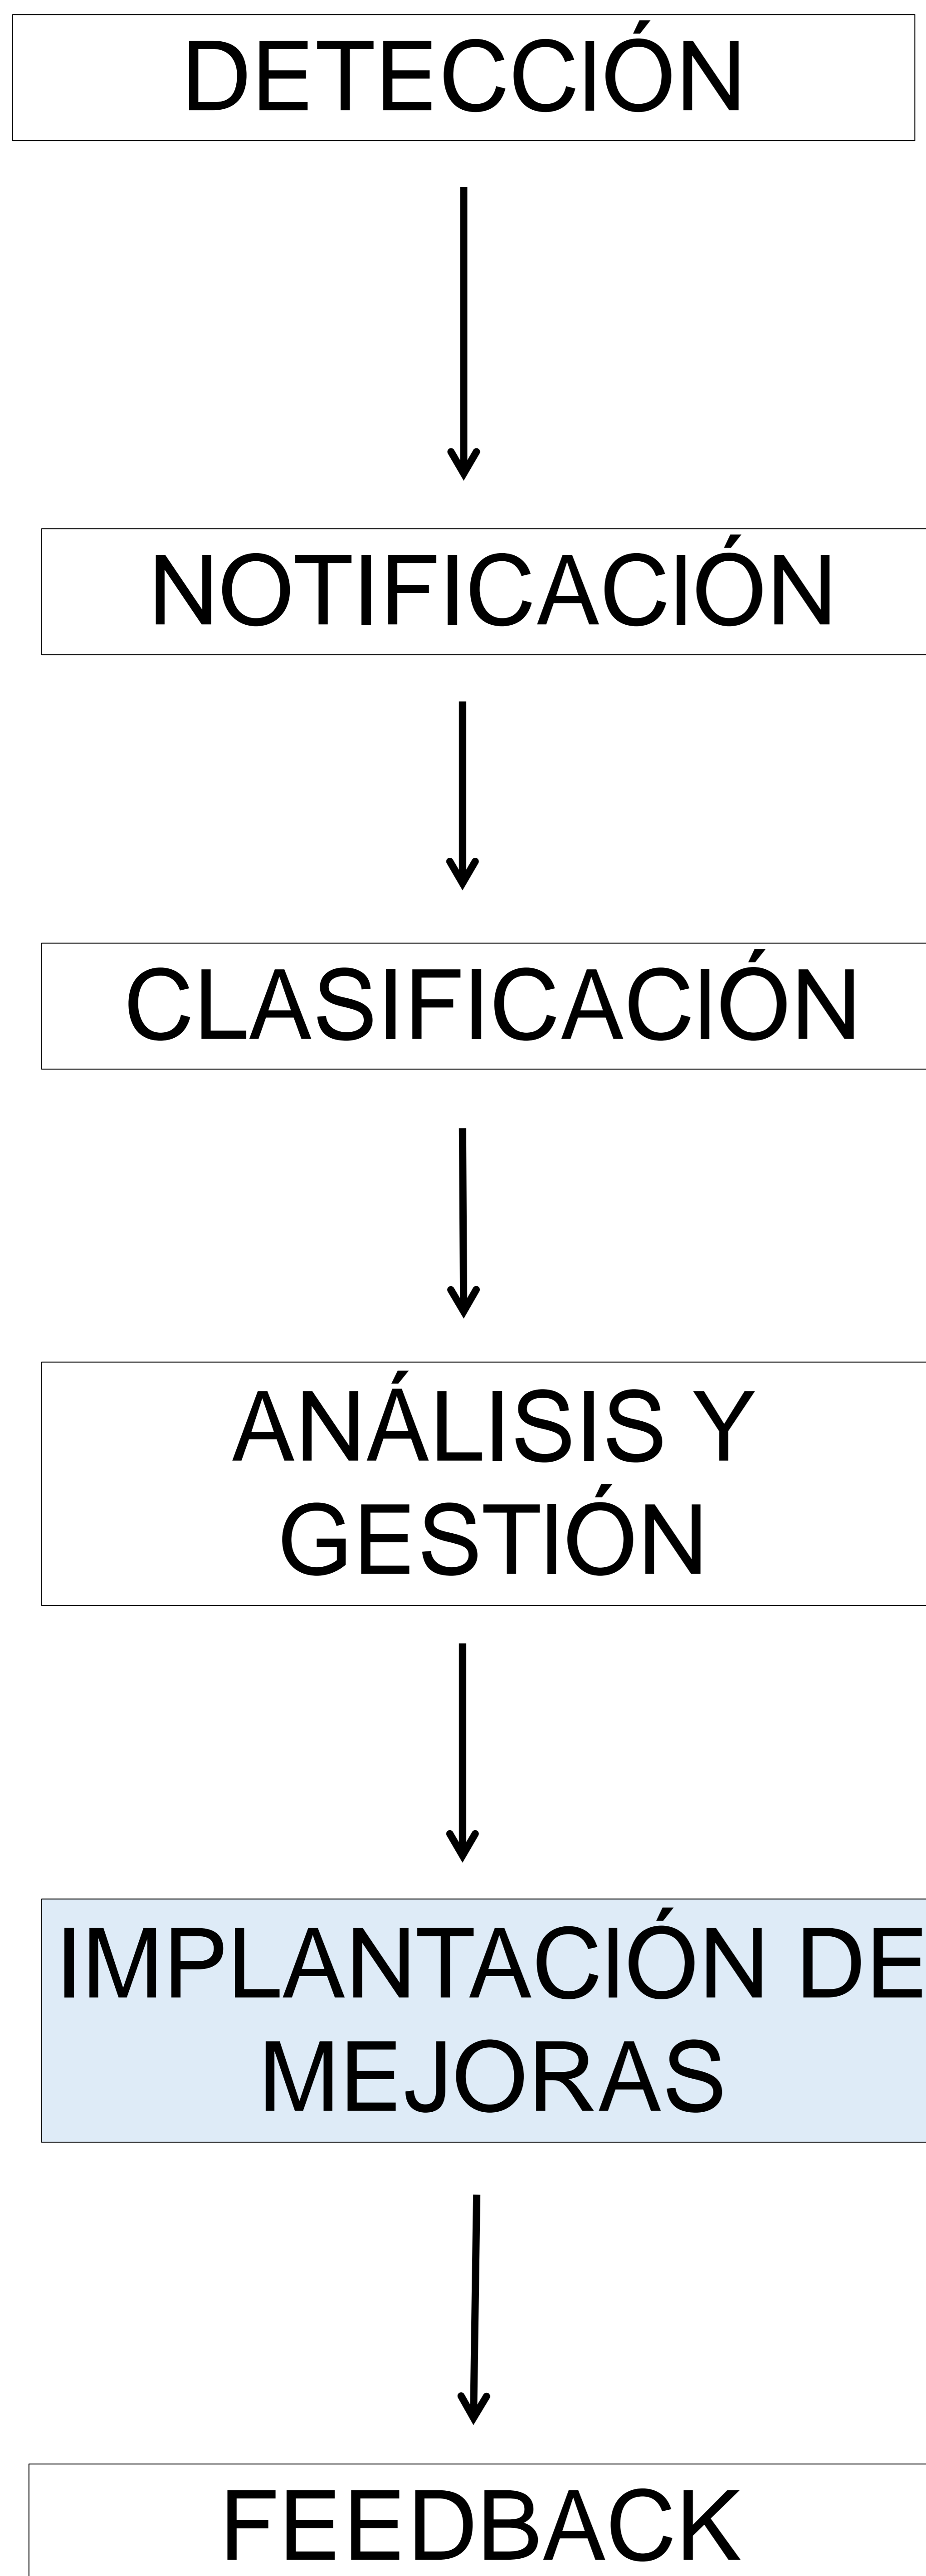 DETECCIÓN
NOTIFICACIÓN
CLASIFICACIÓN
ANÁLISIS Y
GESTIÓN
IMPLANTACIÓN DE
MEJORAS
FEEDBACK